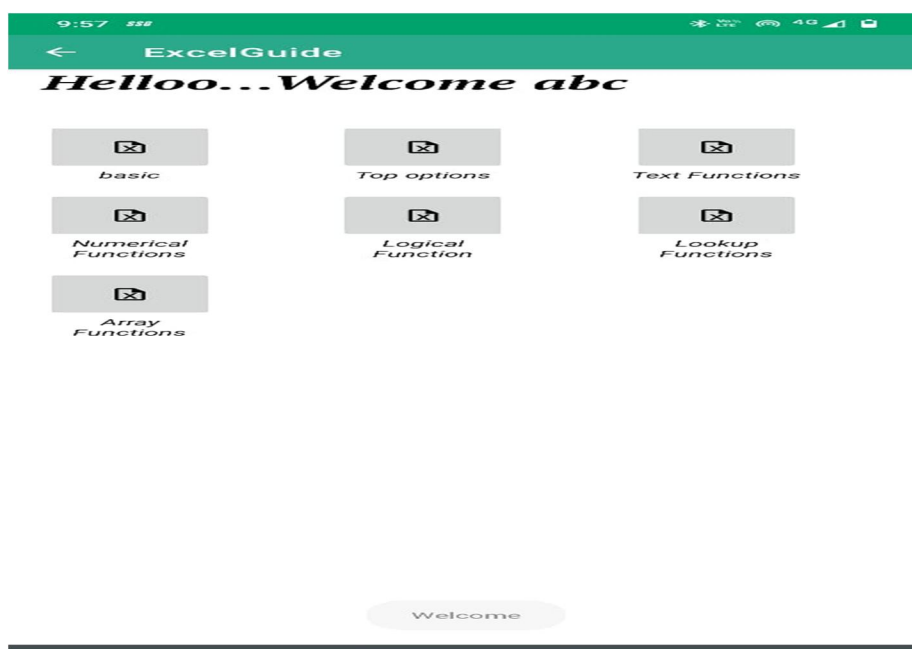 9:57
4G
ExcelGuide
Helloo...Welcome abc
basic
Top options
Text Functions
Numerical
Functions
Logical
Function
Lookup
Functions
Array
Functions
Welcome